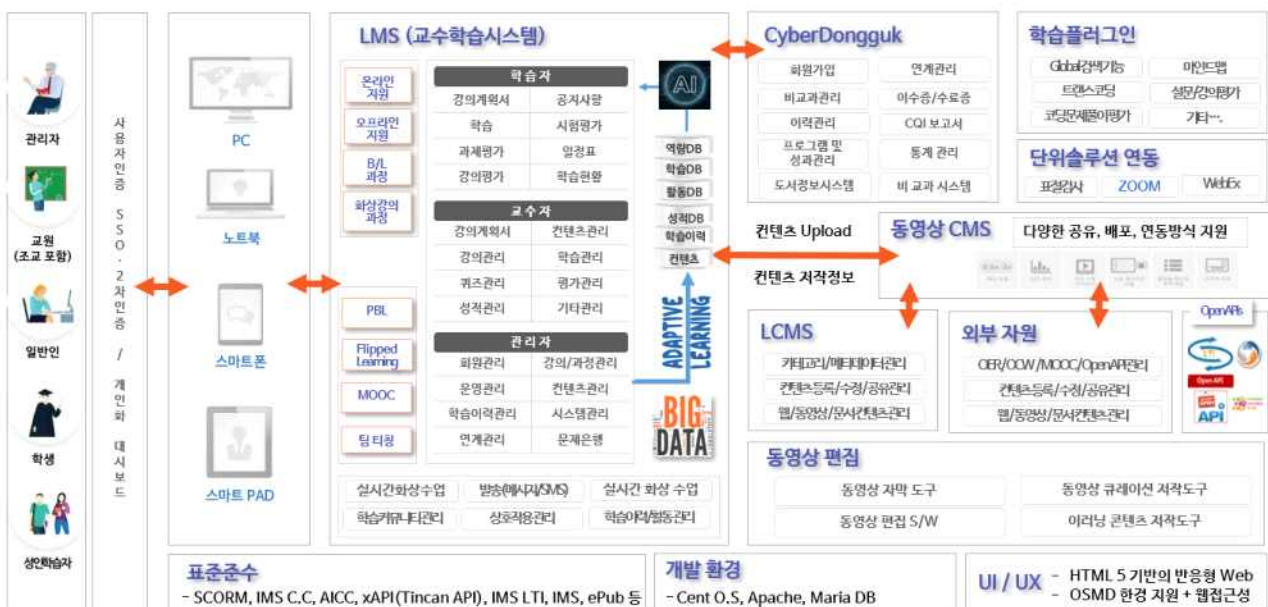 관리자
교원
(조교 포함)
일반인
학생
성인학습자
사용자인증 SSO·2차인증 / 개인화 대시보드
PC
노트북
스마트폰
스마트 PAD
LMS (교수학습시스템)
온라인
지원
오프라인
지원
B/L
과정
화상강의
과정
PBL
Flipped
Learning
MOOC
팀티칭
학습자
강의계획서 공지사항
학습 시험평가
과제평가 일정표
강의평가 학습현황
교수자
강의계획서 컨텐츠관리
강의관리 학습관리
퀴즈관리 평가관리
성적관리 기타관리
관리자
회원관리 강의/과정관리
운영관리 컨텐츠관리
학습이력관리 시스템관리
연계관리 문제은행
AI
역량DB
학습DB
활동DB
성적DB
학습이력
컨텐츠
ADAPTIVE
LEARNING
BIG
DATA
실시간화상수업 발송(메시지/SMS) 실시간 화상 수업
학습커뮤니티관리 상호작용관리 학습이력/활동관리
CyberDongguk
회원가입 연계관리
비교과관리 이수증/수료증
이력관리 CQI 보고서
프로그램 및
성과관리 통계 관리
도서정보시스템 비 교과 시스템
학습플러그인
Global검색기능 마인드맵
트랜스코딩 설문/강의평가
코딩문제풀이평가 기타….
단위솔루션 연동
표절검사 ZOOM WebEx
컨텐츠 Upload
컨텐츠 저작정보
동영상 CMS 다양한 공유, 배포, 연동방식 지원
LCMS
카테고리/메타데이터관리
컨텐츠등록/수정/공유관리
웹/동영상/문서컨텐츠관리
외부 자원
OER/OCW/MOOC/OpenAPI관리
컨텐츠등록/수정/공유관리
웹/동영상/문서컨텐츠관리
OpenAPIs
Open API
API
동영상 편집
동영상 자막 도구 동영상 큐레이션 저작도구
동영상 편집 S/W 이러닝 콘텐츠 저작도구
표준준수
- SCORM, IMS C.C, AICC, xAPI(Tincan API), IMS LTI, IMS, ePub 등
개발 환경
- Cent O.S, Apache, Maria DB
UI / UX
- HTML 5 기반의 반응형 Web
- OSMD 환경 지원 + 웹접근성